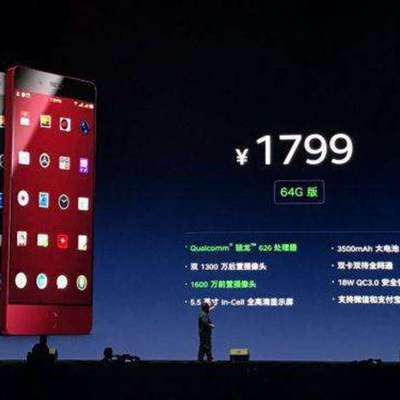 ¥1799
64G 版
Qualcomm® 骁龙™ 626 处理器
双 1300 万后置摄像头
1600 万前置摄像头
5.5 英寸 In-Cell 全高清显示屏
3500mAh 大电池
双卡双待全网通
18W QC3.0 安全
支持微信和支付宝